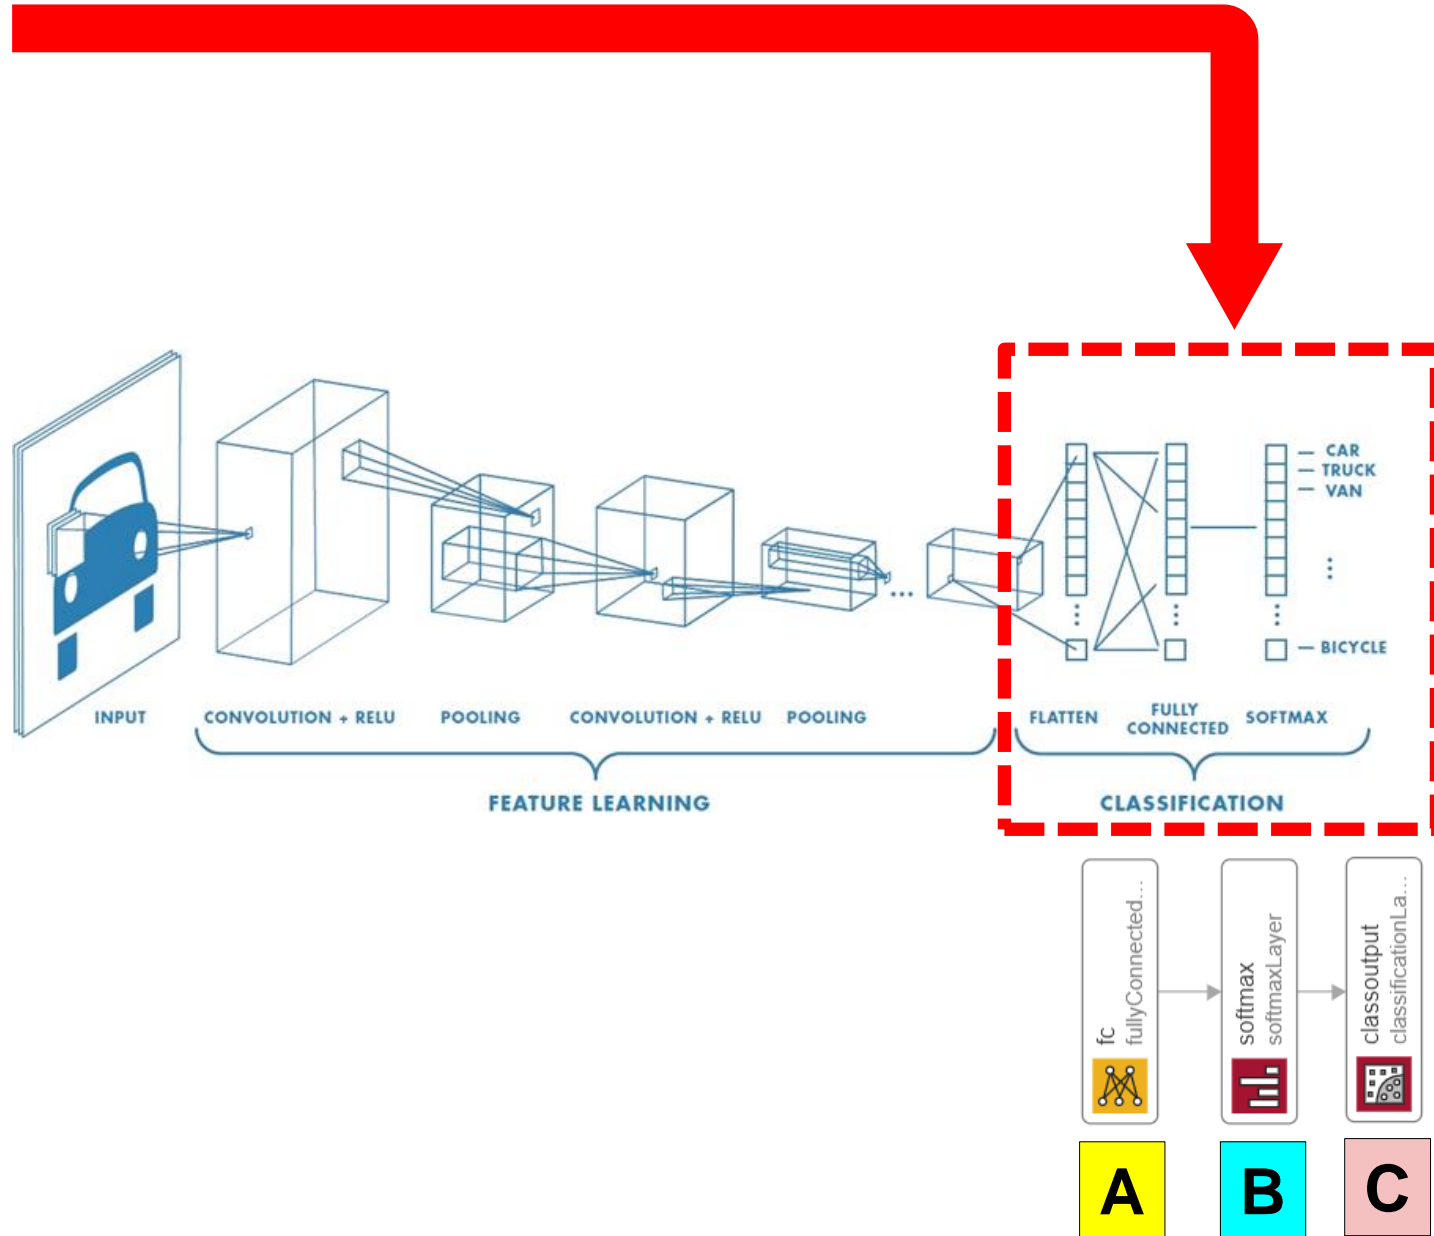 CAR
TRUCK
VAN
BICYCLE
INPUT
CONVOLUTION + RELU
POOLING
CONVOLUTION + RELU
POOLING
FLATTEN
FULLY
CONNECTED
SOFTMAX
FEATURE LEARNING
CLASSIFICATION
fc
fullyConnected...
softmax
softmaxLayer
classoutput
classificationLa...
A
B
C